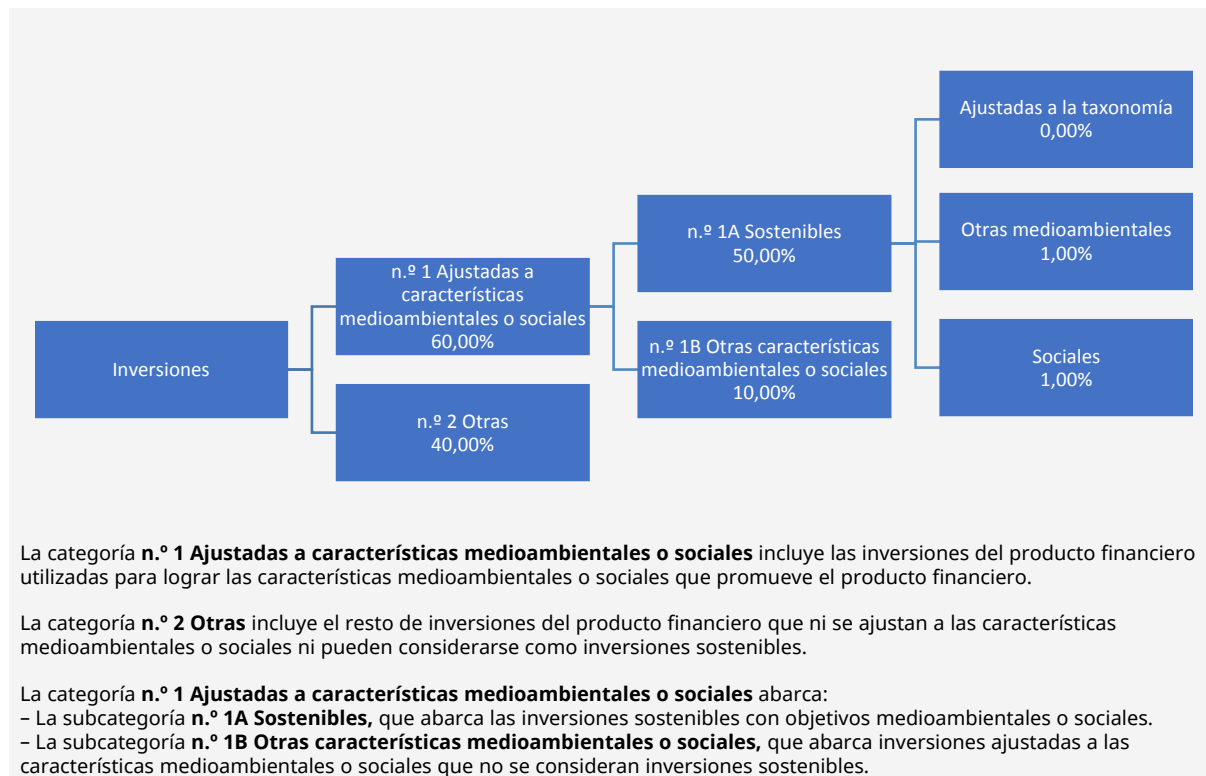 Inversiones
n.º 1 Ajustadas a
características
medioambientales o sociales
60,00%
n.º 2 Otras
40,00%
n.º 1A Sostenibles
50,00%
n.º 1B Otras características
medioambientales o sociales
10,00%
Ajustadas a la taxonomía
0,00%
Otras medioambientales
1,00%
Sociales
1,00%
La categoría n.º 1 Ajustadas a características medioambientales o sociales incluye las inversiones del producto financiero
utilizadas para lograr las características medioambientales o sociales que promueve el producto financiero.
La categoría n.º 2 Otras incluye el resto de inversiones del producto financiero que ni se ajustan a las características
medioambientales o sociales ni pueden considerarse como inversiones sostenibles.
La categoría n.º 1 Ajustadas a características medioambientales o sociales abarca:
– La subcategoría n.º 1A Sostenibles, que abarca las inversiones sostenibles con objetivos medioambientales o sociales.
– La subcategoría n.º 1B Otras características medioambientales o sociales, que abarca inversiones ajustadas a las
características medioambientales o sociales que no se consideran inversiones sostenibles.